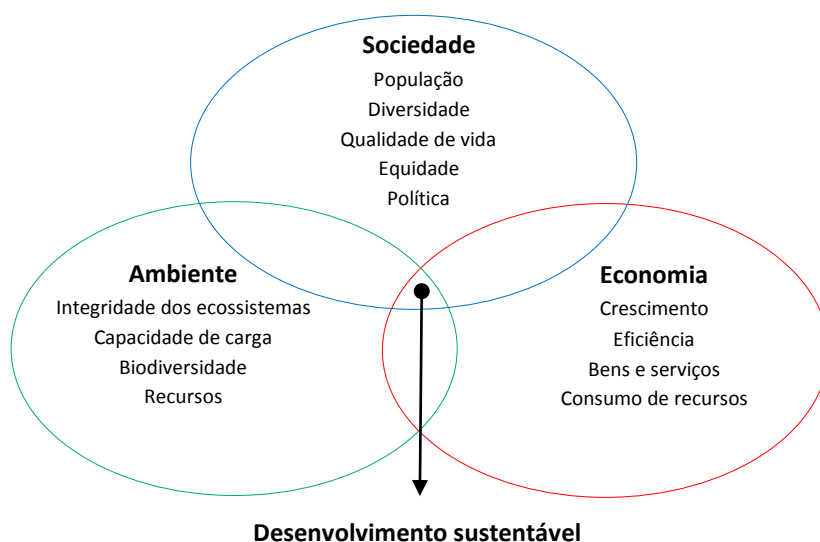 Sociedade
População
Diversidade
Qualidade de vida
Equidade
Política
Ambiente
Integridade dos ecossistemas
Capacidade de carga
Biodiversidade
Recursos
Economia
Crescimento
Eficiência
Bens e serviços
Consumo de recursos
Desenvolvimento sustentável